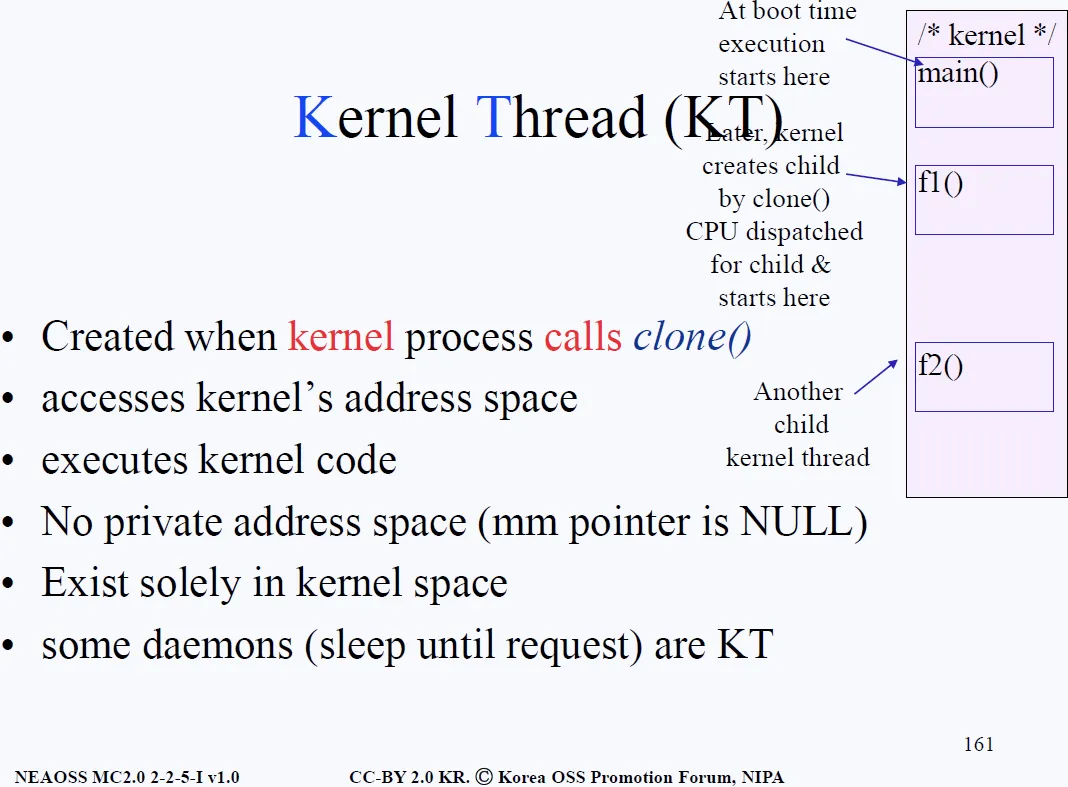 At boot time
execution
starts here
/* kernel */
main()
Kernel Thread (KT)
Later, kernel
creates child
by clone()
CPU dispatched
for child &
starts here
f1()
• Created when kernel process calls clone()
• accesses kernel’s address space
f2()
Another
child
kernel thread
• executes kernel code
• No private address space (mm pointer is NULL)
• Exist solely in kernel space
• some daemons (sleep until request) are KT
161
NEAOSS MC2.0 2-2-5-I v1.0
CC-BY 2.0 KR. Ⓒ Korea OSS Promotion Forum, NIPA